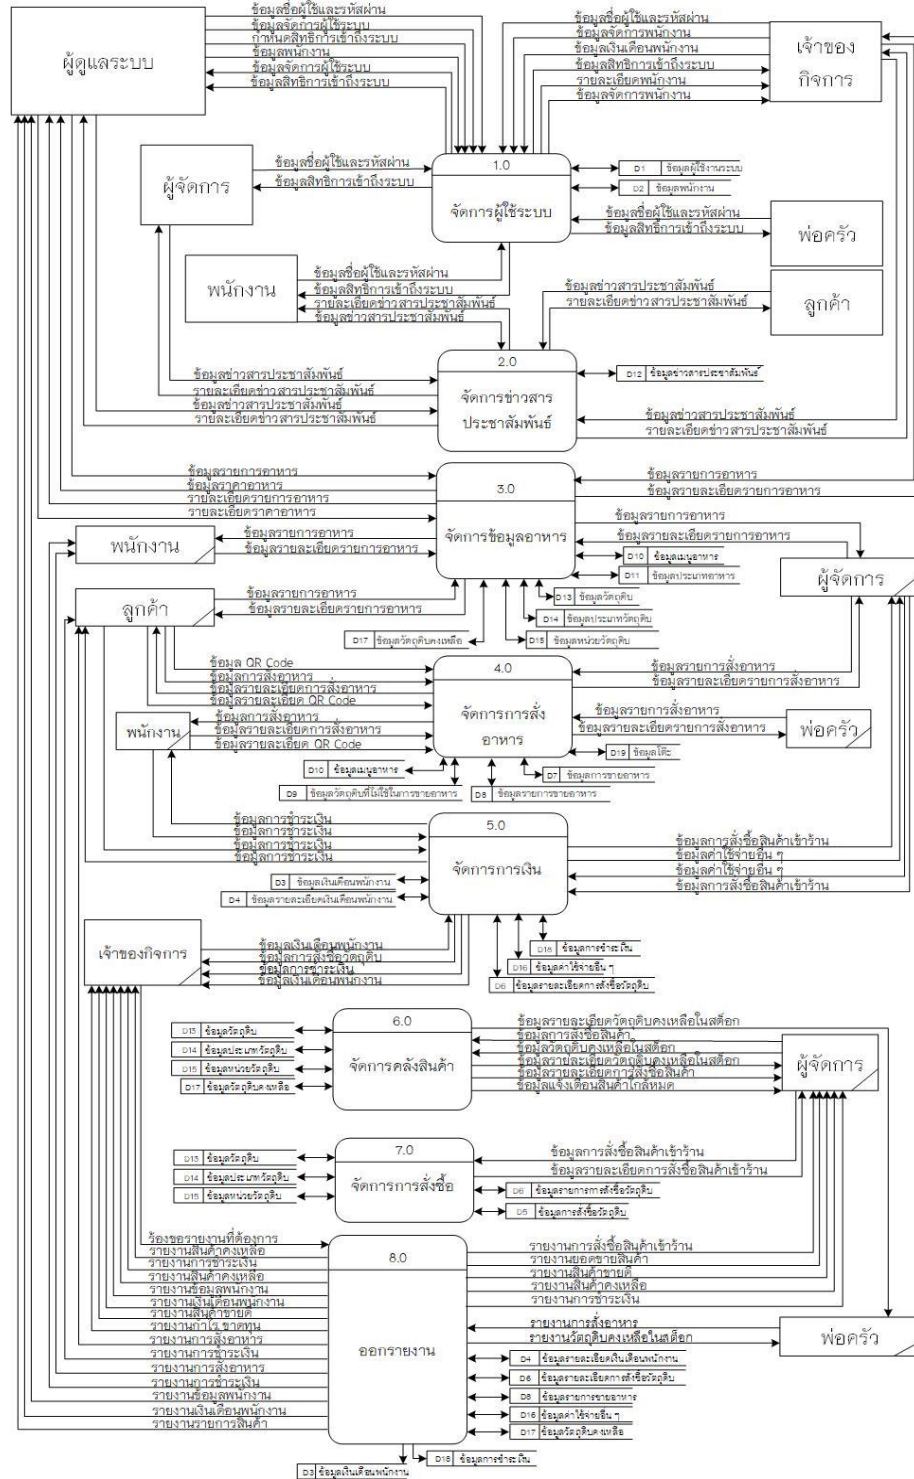 ผู้ดูแลระบบ
ข้อมูลชื่อผู้ใช้และรหัสผ่าน
ข้อมูลจัดการผู้ใช้ระบบ
กำหนดสิทธิการเข้าถึงระบบ
ข้อมูลพนักงาน
ข้อมูลจัดการผู้ใช้ระบบ
ข้อมูลสิทธิการเข้าถึงระบบ
ข้อมูลชื่อผู้ใช้และรหัสผ่าน
ข้อมูลจัดการพนักงาน
ข้อมูลเงินเดือนพนักงาน
ข้อมูลสิทธิการเข้าถึงระบบ
รายละเอียดพนักงาน
ข้อมูลจัดการพนักงาน
เจ้าของ
กิจการ
ผู้จัดการ
ข้อมูลชื่อผู้ใช้และรหัสผ่าน
ข้อมูลสิทธิการเข้าถึงระบบ
1.0
จัดการผู้ใช้ระบบ
D1 ข้อมูลผู้ใช้งานระบบ
D2 ข้อมูลพนักงาน
ข้อมูลชื่อผู้ใช้และรหัสผ่าน
ข้อมูลสิทธิการเข้าถึงระบบ
พ่อครัว
พนักงาน
ข้อมูลชื่อผู้ใช้และรหัสผ่าน
ข้อมูลสิทธิการเข้าถึงระบบ
รายละเอียดข่าวสารประชาสัมพันธ์
ข้อมูลข่าวสารประชาสัมพันธ์
ข้อมูลข่าวสารประชาสัมพันธ์
รายละเอียดข่าวสารประชาสัมพันธ์
ลูกค้า
2.0
จัดการข่าวสาร
ประชาสัมพันธ์
D12 ข้อมูลข่าวสารประชาสัมพันธ์
ข้อมูลข่าวสารประชาสัมพันธ์
รายละเอียดข่าวสารประชาสัมพันธ์
ข้อมูลข่าวสารประชาสัมพันธ์
รายละเอียดข่าวสารประชาสัมพันธ์
ข้อมูลข่าวสารประชาสัมพันธ์
รายละเอียดข่าวสารประชาสัมพันธ์
ข้อมูลรายการอาหาร
ข้อมูลราคาอาหาร
รายละเอียดรายการอาหาร
รายละเอียดราคาอาหาร
3.0
จัดการข้อมูลอาหาร
ข้อมูลรายการอาหาร
ข้อมูลรายละเอียดรายการอาหาร
ข้อมูลรายการอาหาร
ข้อมูลรายละเอียดรายการอาหาร
พนักงาน
ข้อมูลรายการอาหาร
ข้อมูลรายละเอียดรายการอาหาร
D10 ข้อมูลเมนูอาหาร
D11 ข้อมูลประเภทอาหาร
ผู้จัดการ
ลูกค้า
ข้อมูลรายการอาหาร
ข้อมูลรายละเอียดรายการอาหาร
D13 ข้อมูลวัตถุดิบ
D14 ข้อมูลประเภทวัตถุดิบ
D15 ข้อมูลหน่วยวัตถุดิบ
D17 ข้อมูลวัตถุดิบคงเหลือ
ข้อมูล QR Code
ข้อมูลการสั่งอาหาร
ข้อมูลรายละเอียดการสั่งอาหาร
ข้อมูลรายละเอียด QR Code
4.0
จัดการการสั่ง
อาหาร
ข้อมูลรายการสั่งอาหาร
ข้อมูลรายละเอียดรายการสั่งอาหาร
พนักงาน
ข้อมูลการสั่งอาหาร
ข้อมูลรายละเอียดการสั่งอาหาร
ข้อมูลรายละเอียด QR Code
ข้อมูลรายการสั่งอาหาร
ข้อมูลรายละเอียดรายการสั่งอาหาร
พ่อครัว
D19 ข้อมูลโต๊ะ
D10 ข้อมูลเมนูอาหาร
D7 ข้อมูลการขายอาหาร
D9 ข้อมูลวัตถุดิบที่ไม่ใช้ในการขายอาหาร
D8 ข้อมูลรายการขายอาหาร
ข้อมูลการชำระเงิน
ข้อมูลการชำระเงิน
ข้อมูลการชำระเงิน
ข้อมูลการชำระเงิน
5.0
จัดการการเงิน
ข้อมูลการสั่งซื้อสินค้าเข้าร้าน
ข้อมูลค่าใช้จ่ายอื่น ๆ
ข้อมูลค่าใช้จ่ายอื่น ๆ
ข้อมูลการสั่งซื้อสินค้าเข้าร้าน
D3 ข้อมูลเงินเดือนพนักงาน
D4 ข้อมูลรายละเอียดเงินเดือนพนักงาน
เจ้าของกิจการ
ข้อมูลเงินเดือนพนักงาน
ข้อมูลการสั่งซื้อวัตถุดิบ
ข้อมูลการชำระเงิน
ข้อมูลเงินเดือนพนักงาน
D18 ข้อมูลการชำระเงิน
D16 ข้อมูลค่าใช้จ่ายอื่น ๆ
D6 ข้อมูลรายละเอียดการสั่งซื้อวัตถุดิบ
D13 ข้อมูลวัตถุดิบ
D14 ข้อมูลประเภทวัตถุดิบ
D15 ข้อมูลหน่วยวัตถุดิบ
D17 ข้อมูลวัตถุดิบคงเหลือ
6.0
จัดการคลังสินค้า
ข้อมูลรายละเอียดวัตถุดิบคงเหลือในสต็อก
ข้อมูลการสั่งซื้อสินค้า
ข้อมูลวัตถุดิบคงเหลือในสต็อก
ข้อมูลรายละเอียดวัตถุดิบคงเหลือในสต็อก
ข้อมูลรายละเอียดการสั่งซื้อสินค้า
ข้อมูลแจ้งเตือนสินค้าใกล้หมด
ผู้จัดการ
D13 ข้อมูลวัตถุดิบ
D14 ข้อมูลประเภทวัตถุดิบ
D15 ข้อมูลหน่วยวัตถุดิบ
7.0
จัดการการสั่งซื้อ
ข้อมูลการสั่งซื้อสินค้าเข้าร้าน
ข้อมูลรายละเอียดการสั่งซื้อสินค้าเข้าร้าน
D6 ข้อมูลรายการการสั่งซื้อวัตถุดิบ
D5 ข้อมูลการสั่งซื้อวัตถุดิบ
ร้องขอรายงานที่ต้องการ
รายงานสินค้าคงเหลือ
รายงานการชำระเงิน
รายงานสินค้าคงเหลือ
รายงานข้อมูลพนักงาน
รายงานเงินเดือนพนักงาน
รายงานสินค้าขายดี
รายงานกำไร ขาดทุน
รายงานการสั่งอาหาร
รายงานการชำระเงิน
รายงานการสั่งอาหาร
รายงานการชำระเงิน
รายงานข้อมูลพนักงาน
รายงานเงินเดือนพนักงาน
รายงานรายการสินค้า
8.0
ออกรายงาน
รายงานการสั่งซื้อสินค้าเข้าร้าน
รายงานยอดขายสินค้า
รายงานสินค้าขายดี
รายงานสินค้าคงเหลือ
รายงานการชำระเงิน
รายงานการสั่งอาหาร
รายงานวัตถุดิบคงเหลือในสต็อก
พ่อครัว
D4 ข้อมูลรายละเอียดเงินเดือนพนักงาน
D6 ข้อมูลรายละเอียดการสั่งซื้อวัตถุดิบ
D8 ข้อมูลรายการขายอาหาร
D16 ข้อมูลค่าใช้จ่ายอื่น ๆ
D17 ข้อมูลวัตถุดิบคงเหลือ
D18 ข้อมูลการชำระเงิน
D3 ข้อมูลเงินเดือนพนักงาน